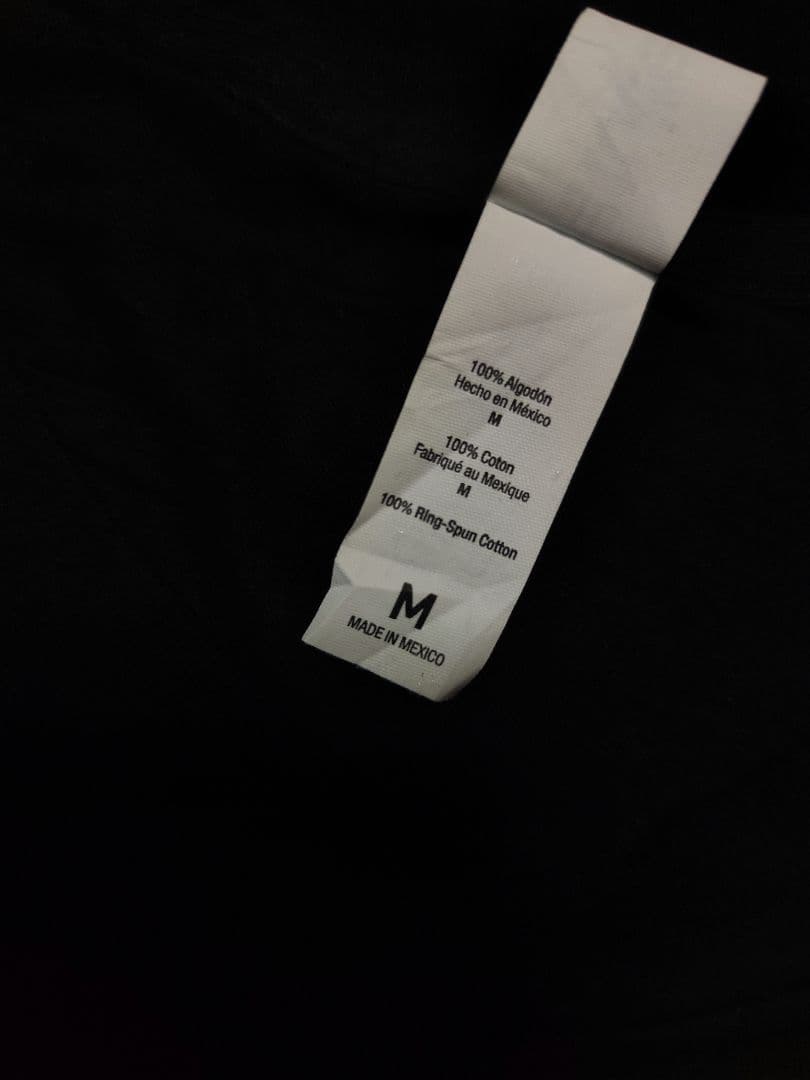 100% Algodón
Hecho en México
M
100% Coton
Fabriqué au Mexique
M
100% Ring-Spun Cotton
M
MADE IN MEXICO